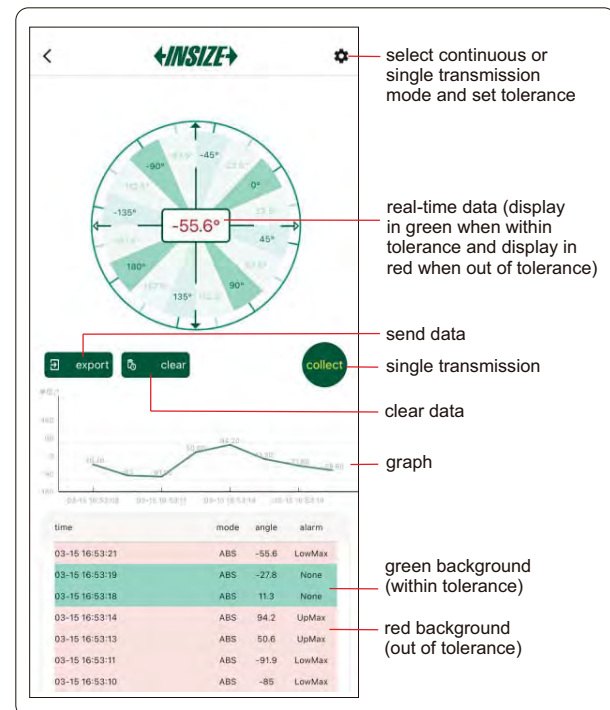 INSIZE
select continuous or
single transmission
mode and set tolerance
-45°
-90°
0°
-135°
-55.6°
45°
180°
90°
135°
real-time data (display
in green when within
tolerance and display in
red when out of tolerance)
send data
export
clear
collect
single transmission
clear data
graph
time mode angle alarm
03-15 16:53:21 ABS -55.6 LowMax
03-15 16:53:19 ABS -27.8 None
03-15 16:53:18 ABS 11.3 None
03-15 16:53:14 ABS 94.2 UpMax
03-15 16:53:13 ABS 50.6 UpMax
03-15 16:53:11 ABS -91.9 LowMax
03-15 16:53:10 ABS -85 LowMax
green background
(within tolerance)
red background
(out of tolerance)